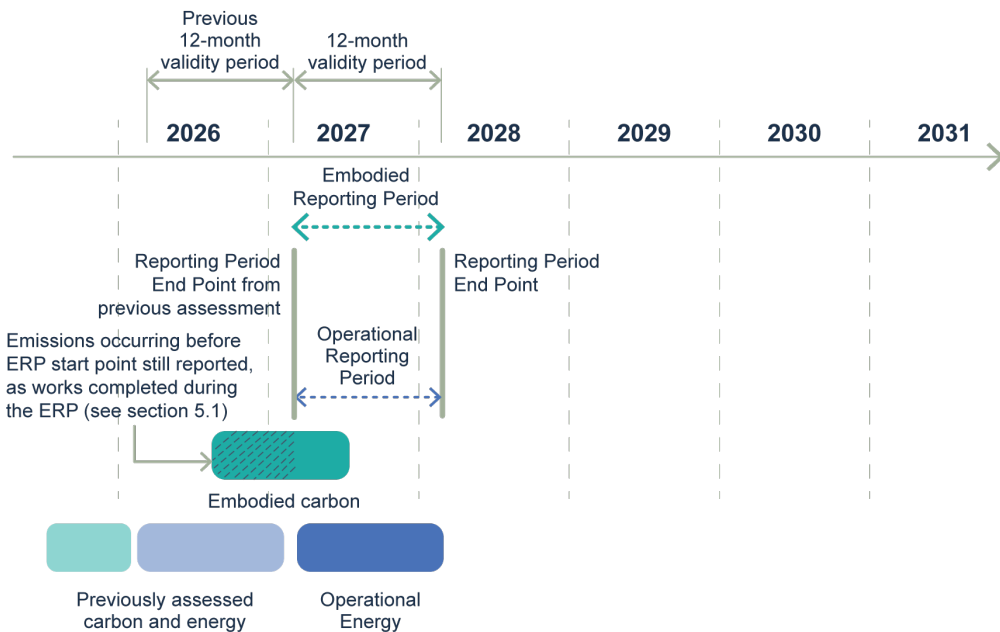 Previous
12-month
validity period
12-month
validity period
2026
2027
2028
2029
2030
2031
Embodied
Reporting Period
Reporting Period
End Point from
previous assessment
Reporting Period
End Point
Operational
Reporting
Period
Emissions occurring before
ERP start point still reported,
as works completed during
the ERP (see section 5.1)
Embodied carbon
Previously assessed
carbon and energy
Operational
Energy